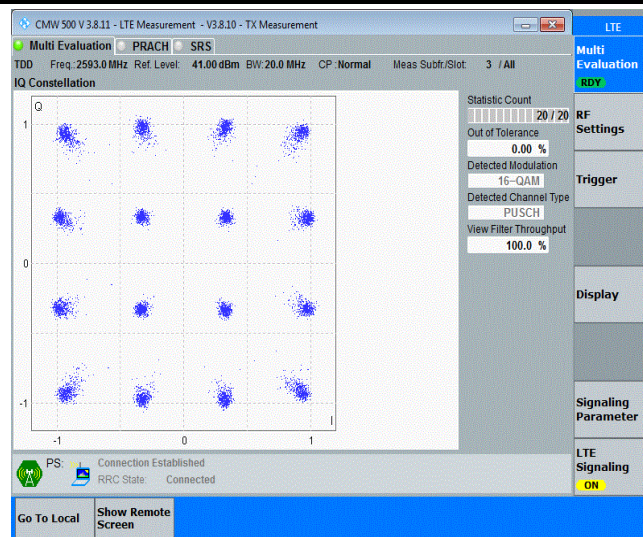 CMW 500 V 3.8.11 - LTE Measurement - V3.8.10 - TX Measurement
LTE
Multi Evaluation PRACH SRS
Multi
Evaluation
RDY
TDD Freq.:2593.0 MHz Ref. Level: 41.00 dBm BW:20.0 MHz CP :Normal Meas Subfr./Slot: 3 / All
IQ Constellation
Statistic Count
20 / 20
Out of Tolerance
0.00 %
Detected Modulation
16-QAM
Detected Channel Type
PUSCH
View Filter Throughput
100.0 %
Q
1
0
-1
I
-1 0 1
RF
Settings
Trigger
Display
Signaling
Parameter
LTE
Signaling
ON
PS: Connection Established
RRC State: Connected
Go To Local
Show Remote
Screen